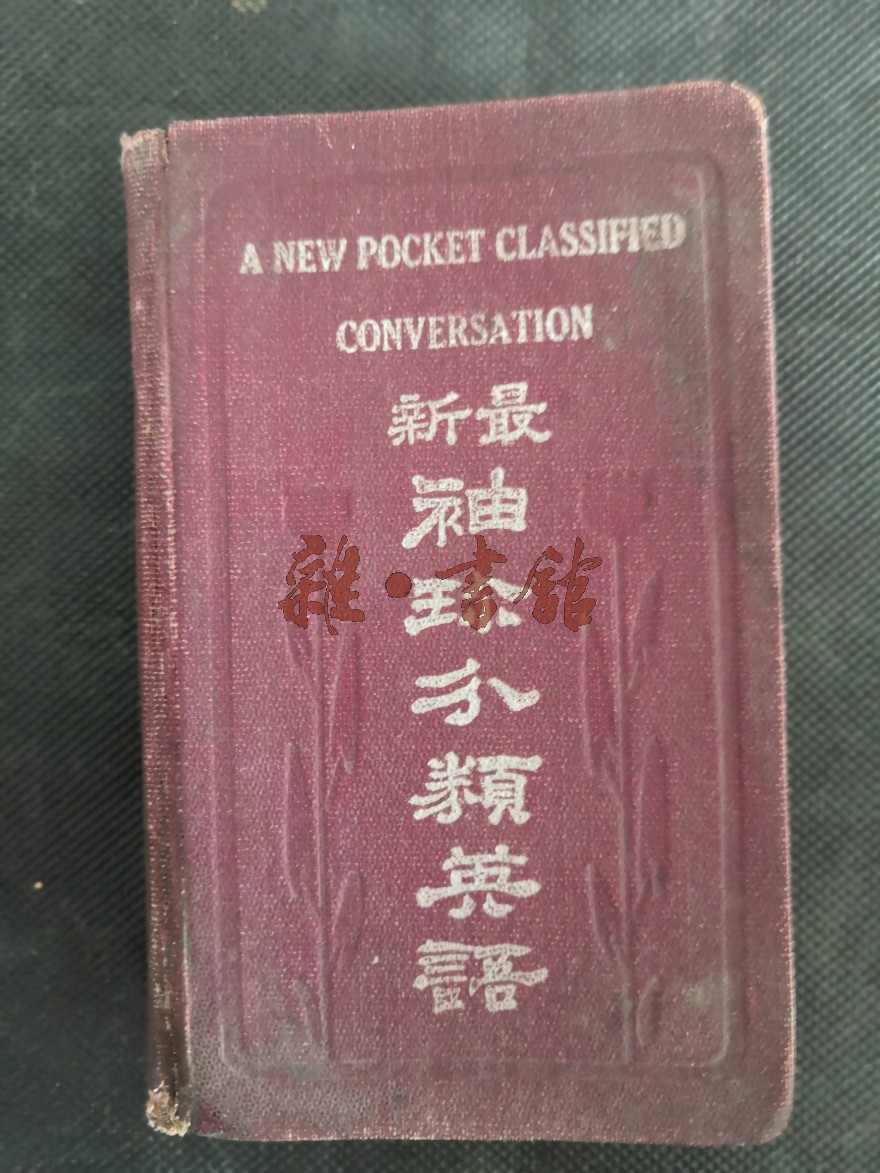 A NEW POCKET CLASSIFIED
CONVERSATION
新最
袖珍分類英語
雜·書館